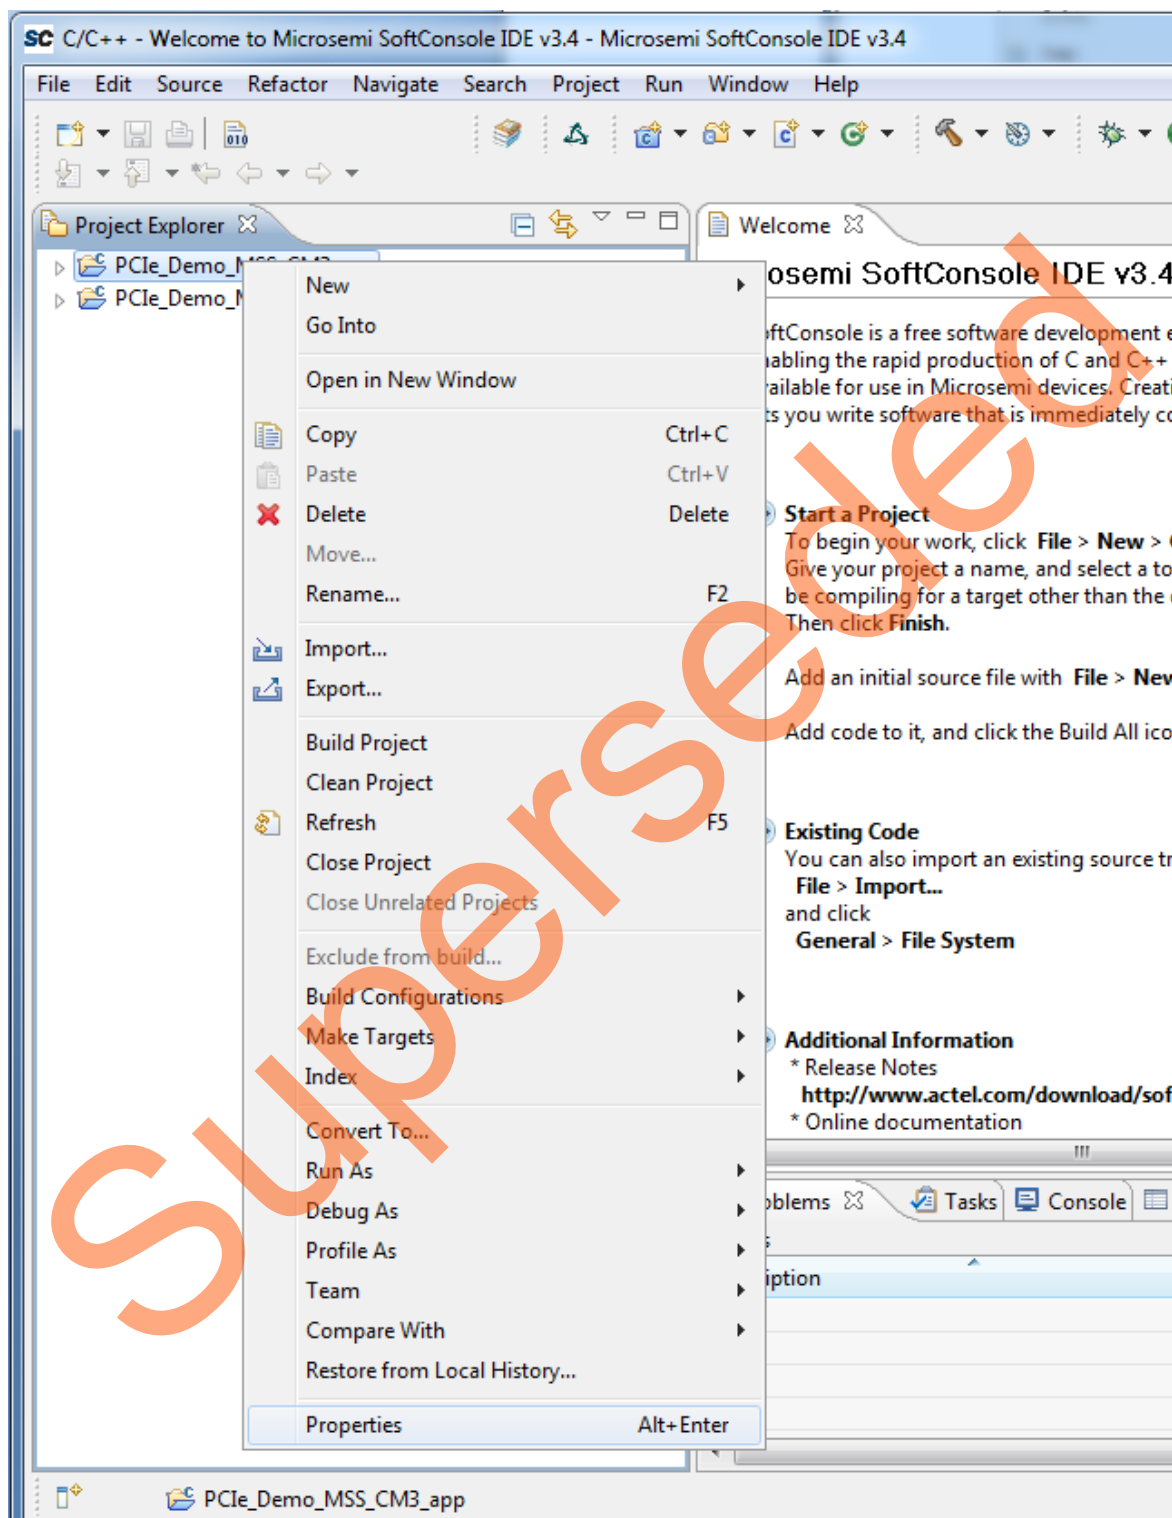 SC C/C++ - Welcome to Microsemi SoftConsole IDE v3.4 - Microsemi SoftConsole IDE v3.4
File Edit Source Refactor Navigate Search Project Run Window Help
010
Project Explorer
Welcome
PCIe_Demo_MSS_CM3
PCIe_Demo_M
New
Go Into
Open in New Window
Copy Ctrl+C
Paste Ctrl+V
Delete Delete
Move...
Rename... F2
Import...
Export...
Build Project
Clean Project
Refresh F5
Close Project
Close Unrelated Projects
Exclude from build...
Build Configurations
Make Targets
Index
Convert To...
Run As
Debug As
Profile As
Team
Compare With
Restore from Local History...
Properties Alt+Enter
osemi SoftConsole IDE v3.4
ftConsole is a free software development
abling the rapid production of C and C++
ailable for use in Microsemi devices. Creati
ts you write software that is immediately co
Start a Project
To begin your work, click File > New >
Give your project a name, and select a to
be compiling for a target other than the
Then click Finish.
Add an initial source file with File > New
Add code to it, and click the Build All ico
Existing Code
You can also import an existing source tr
File > Import...
and click
General > File System
Additional Information
* Release Notes
http://www.actel.com/download/sof
* Online documentation
oblems Tasks Console
s
iption
PCIe_Demo_MSS_CM3_app
Superseded